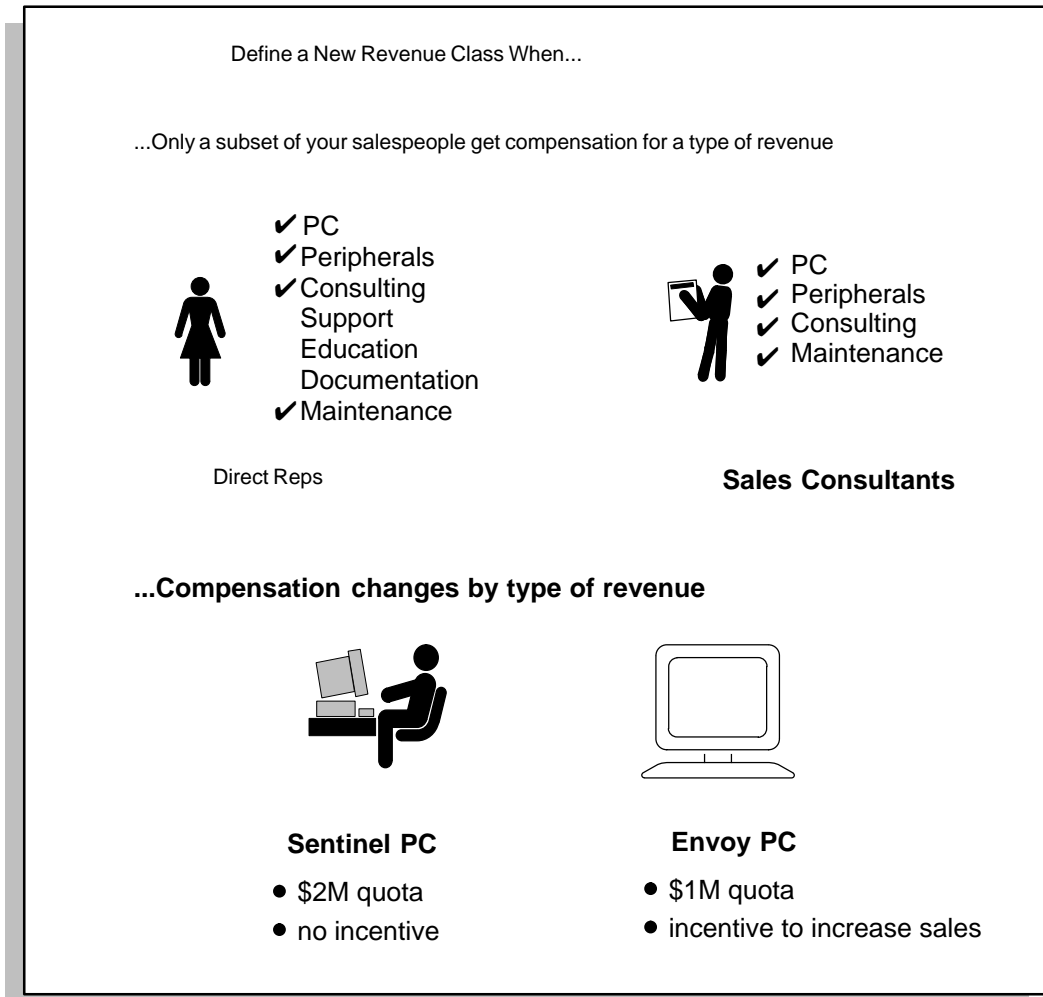 Define a New Revenue Class When...
...Only a subset of your salespeople get compensation for a type of revenue
✔ PC
✔ Peripherals
✔ Consulting
Support
Education
Documentation
✔ Maintenance
Direct Reps
✔ PC
✔ Peripherals
✔ Consulting
✔ Maintenance
Sales Consultants
...Compensation changes by type of revenue
Sentinel PC
● $2M quota
● no incentive
Envoy PC
● $1M quota
● incentive to increase sales